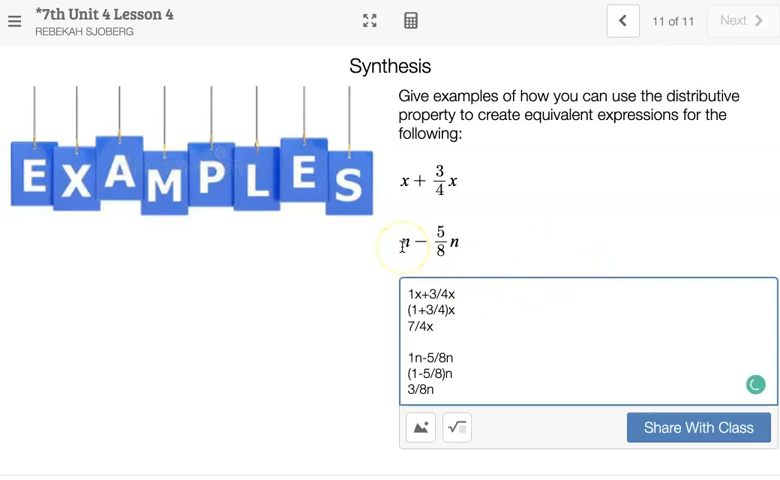 *7th Unit 4 Lesson 4
REBEKAH SJOBERG
11 of 11
Next
Synthesis
EXAMPLES
Give examples of how you can use the distributive
property to create equivalent expressions for the
following:
x + 3/4 x
n − 5/8 n
1x+3/4x
(1+3/4)x
7/4x
1n-5/8n
(1-5/8)n
3/8n
Share With Class